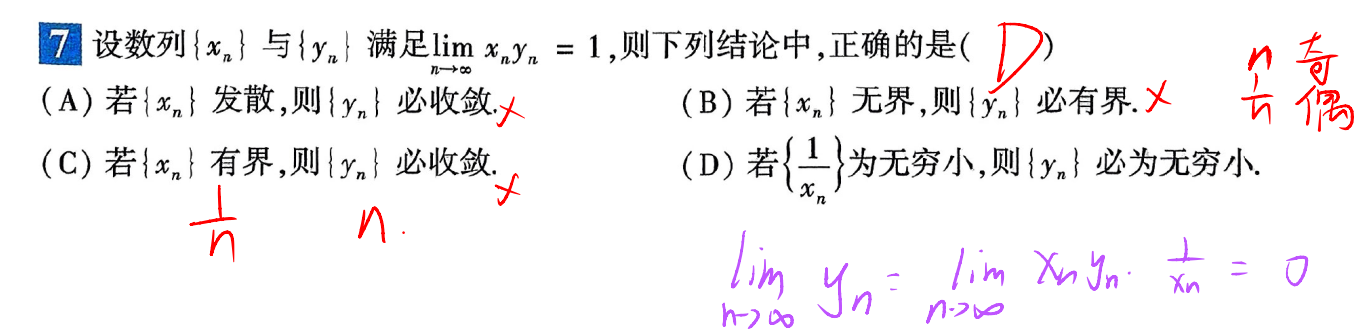 7 设数列{xₙ}与{yₙ}满足lim xₙyₙ = 1,则下列结论中,正确的是( D )
n→∞
n 奇
1/n 偶
(A) 若{xₙ}发散,则{yₙ}必收敛. ×
(B) 若{xₙ}无界,则{yₙ}必有界. ×
(C) 若{xₙ}有界,则{yₙ}必收敛. ×
(D) 若{1/xₙ}为无穷小,则{yₙ}必为无穷小.
1/n n.
lim yₙ = lim xₙyₙ · 1/xₙ = 0
n→∞ n→∞